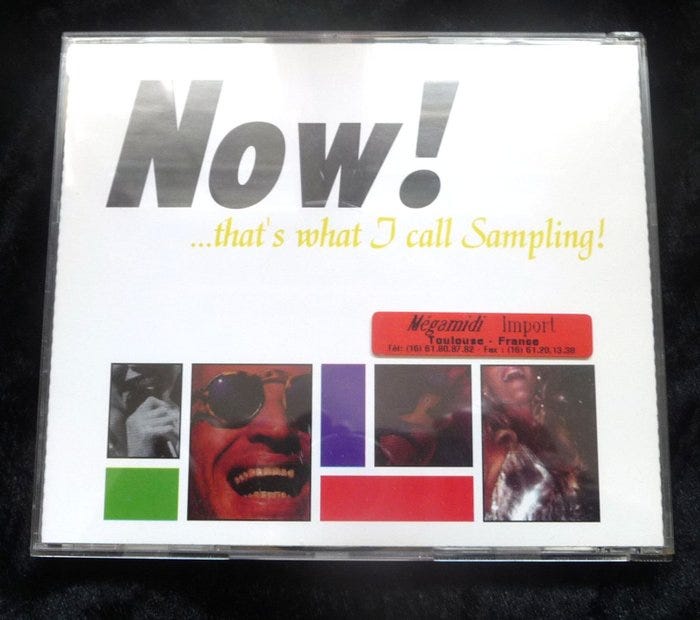 Now!
...that's what I call Sampling!
Mégamidi Import
Toulouse - France
Tél: (16) 61.80.87.82 - Fax : (16) 61.20.13.38